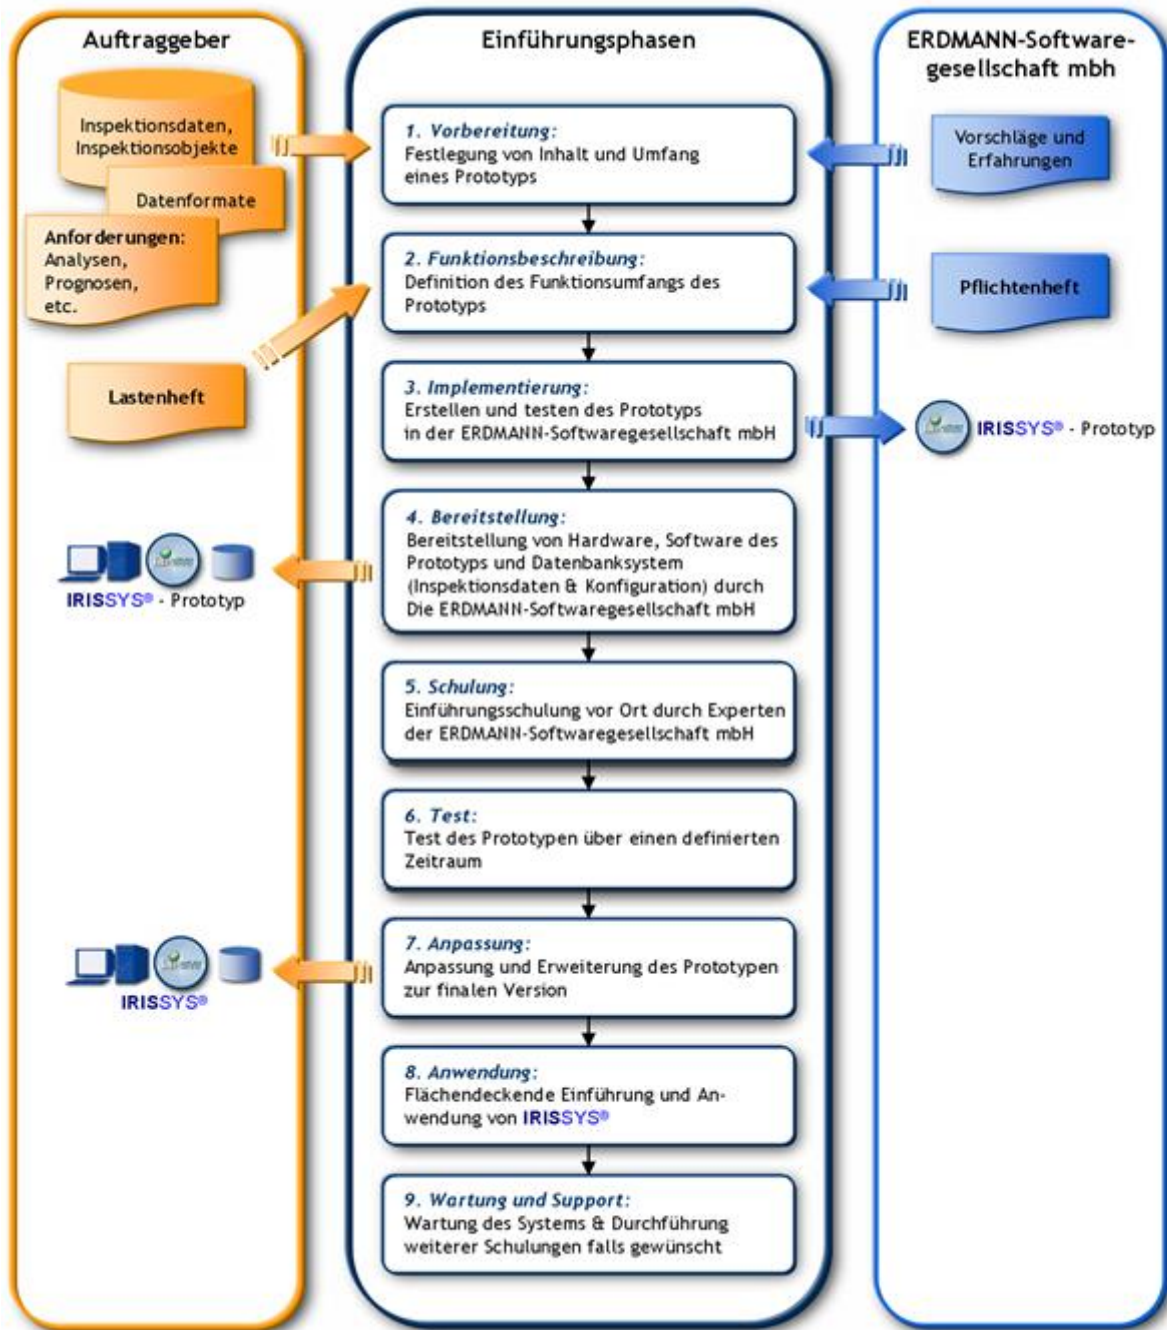 Auftraggeber
Inspektionsdaten,
Inspektionsobjekte
Datenformate
Anforderungen:
Analysen,
Prognosen,
etc.
Lastenheft
IRISSYS® - Prototyp
IRISSYS®
Einführungsphasen
1. Vorbereitung:
Festlegung von Inhalt und Umfang
eines Prototyps
2. Funktionsbeschreibung:
Definition des Funktionsumfangs des
Prototyps
3. Implementierung:
Erstellen und testen des Prototyps
in der ERDMANN-Softwaregesellschaft mbH
4. Bereitstellung:
Bereitstellung von Hardware, Software des
Prototyps und Datenbanksystem
(Inspektionsdaten & Konfiguration) durch
Die ERDMANN-Softwaregesellschaft mbH
5. Schulung:
Einführungsschulung vor Ort durch Experten
der ERDMANN-Softwaregesellschaft mbH
6. Test:
Test des Prototypen über einen definierten
Zeitraum
7. Anpassung:
Anpassung und Erweiterung des Prototypen
zur finalen Version
8. Anwendung:
Flächendeckende Einführung und An-
wendung von IRISSYS®
9. Wartung und Support:
Wartung des Systems & Durchführung
weiterer Schulungen falls gewünscht
ERDMANN-Software-
gesellschaft mbh
Vorschläge und
Erfahrungen
Pflichtenheft
IRISSYS® - Prototyp